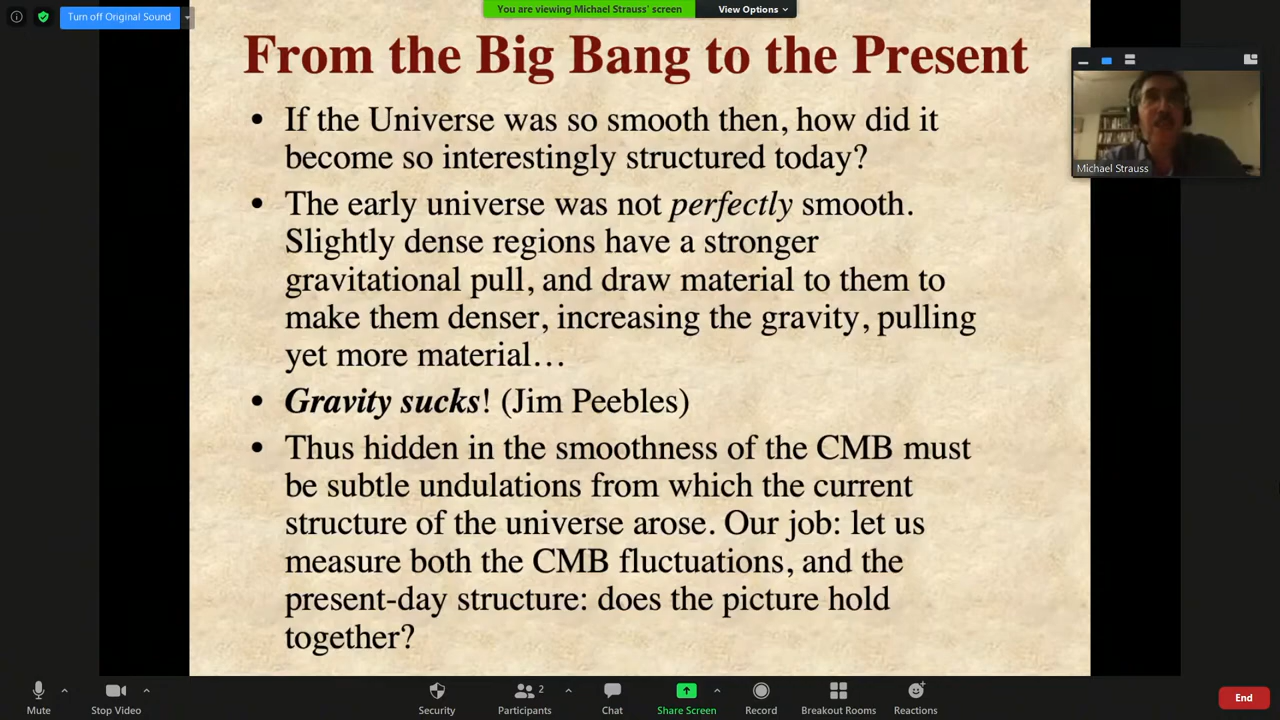 Turn off Original Sound
You are viewing Michael Strauss' screen
View Options
From the Big Bang to the Present
• If the Universe was so smooth then, how did it
become so interestingly structured today?
• The early universe was not perfectly smooth.
Slightly dense regions have a stronger
gravitational pull, and draw material to them to
make them denser, increasing the gravity, pulling
yet more material…
• Gravity sucks! (Jim Peebles)
• Thus hidden in the smoothness of the CMB must
be subtle undulations from which the current
structure of the universe arose. Our job: let us
measure both the CMB fluctuations, and the
present-day structure: does the picture hold
together?
Michael Strauss
Mute
Stop Video
Security
Participants
2
Chat
Share Screen
Record
Breakout Rooms
Reactions
End